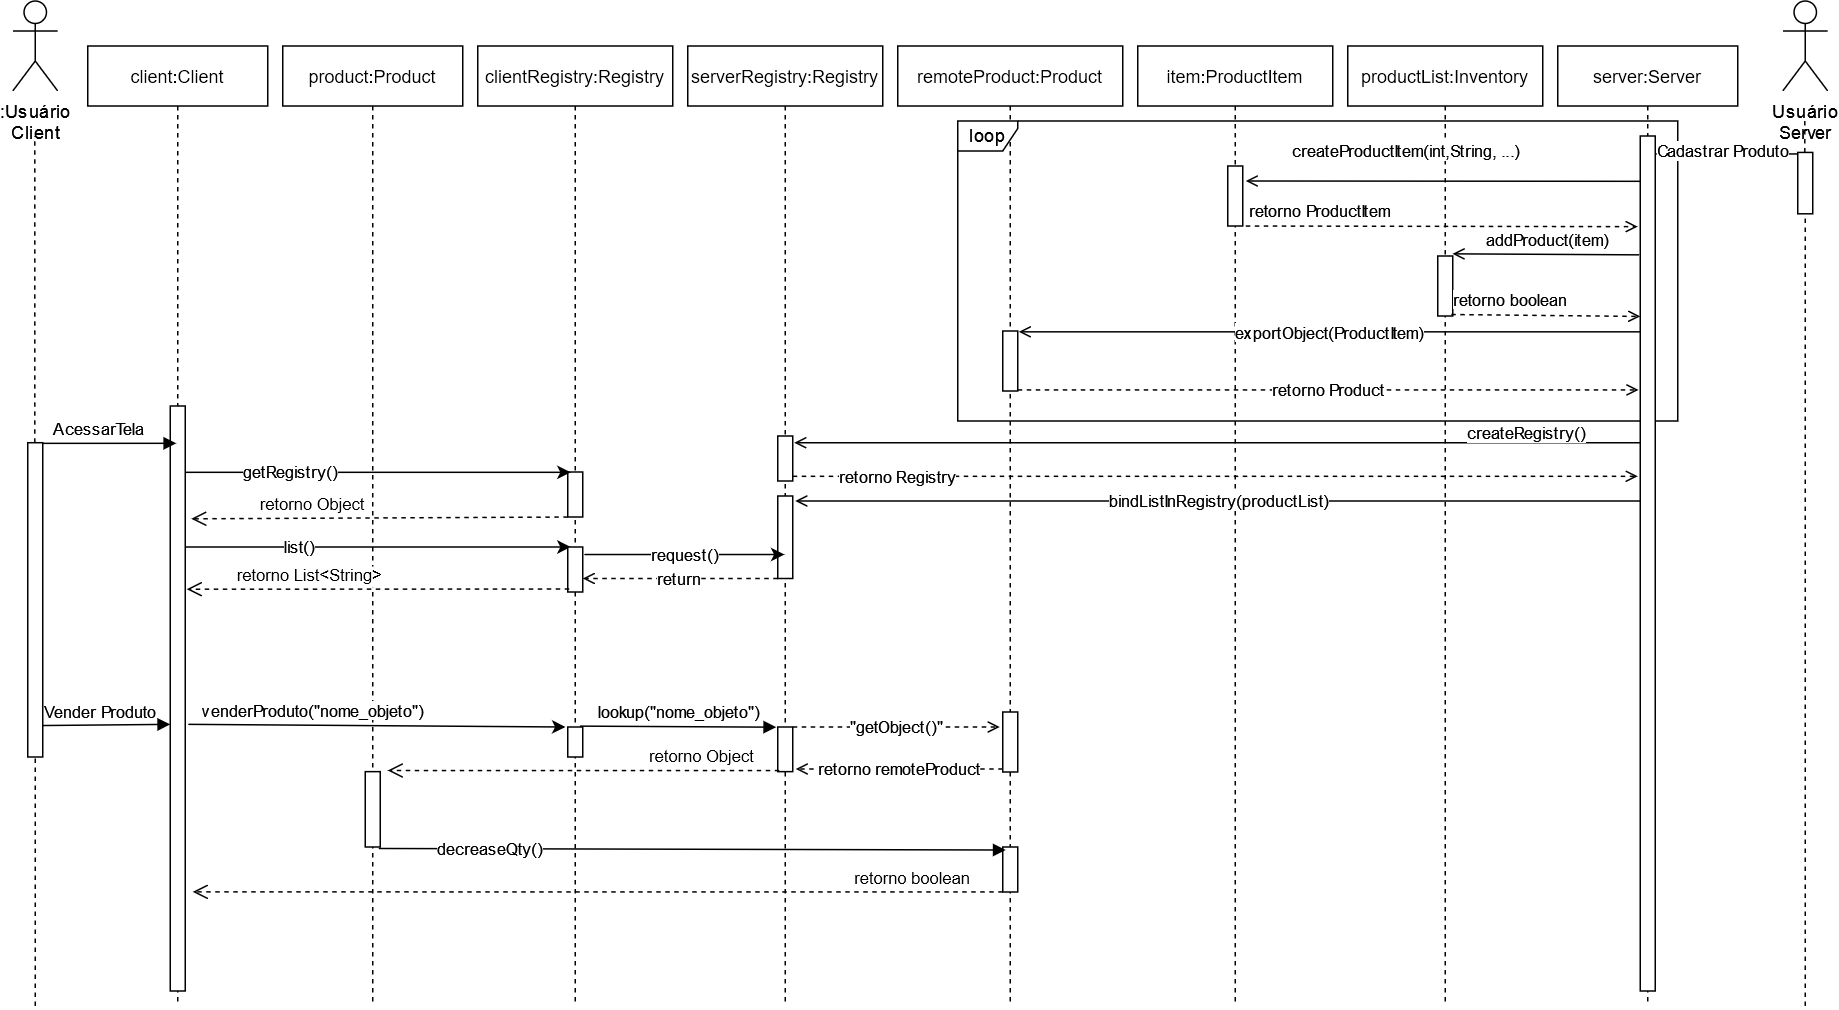 :Usuário
Client
client:Client
product:Product
clientRegistry:Registry
serverRegistry:Registry
remoteProduct:Product
item:ProductItem
productList:Inventory
server:Server
Usuário
Server
loop
createProductItem(int,String, ...)
Cadastrar Produto
retorno ProductItem
addProduct(item)
retorno boolean
exportObject(ProductItem)
retorno Product
AcessarTela
createRegistry()
getRegistry()
retorno Registry
retorno Object
bindListInRegistry(productList)
list()
request()
retorno List<String>
return
Vender Produto
venderProduto("nome_objeto")
lookup("nome_objeto")
"getObject()"
retorno Object
retorno remoteProduct
decreaseQty()
retorno boolean